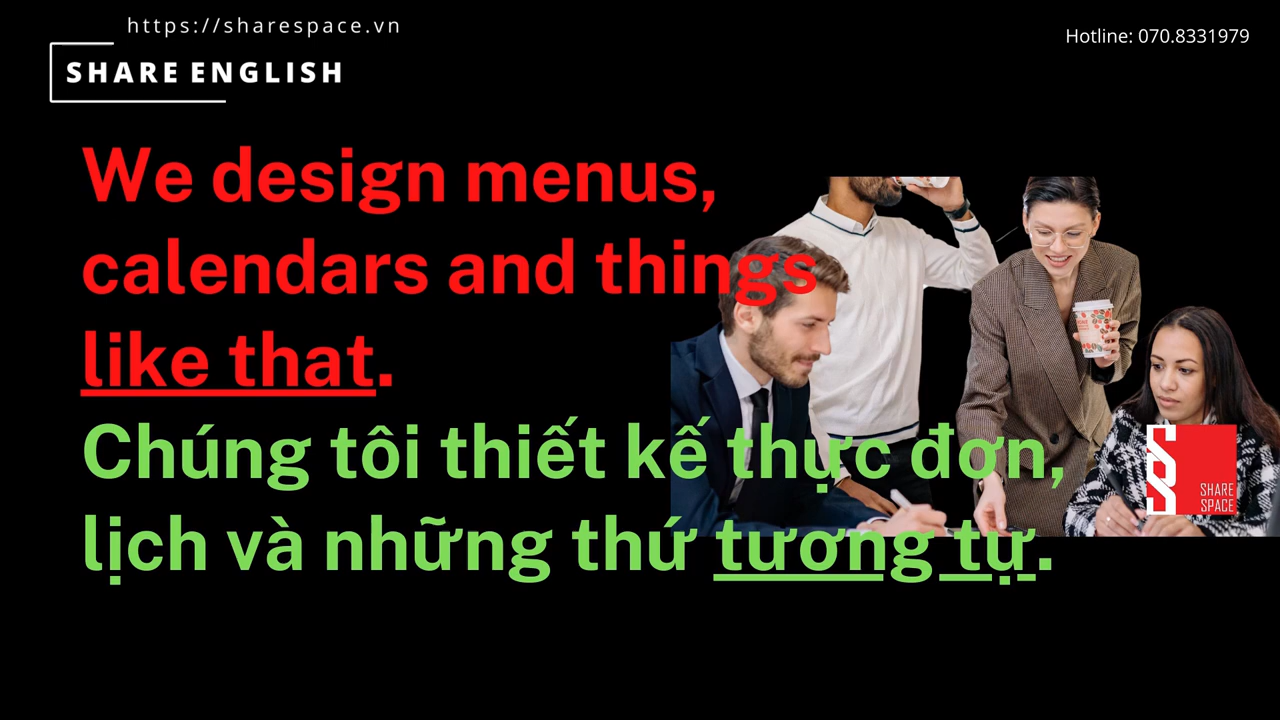 https://sharespace.vn
Hotline: 070.8331979
SHARE ENGLISH
We design menus,
calendars and things
like that.
Chúng tôi thiết kế thực đơn,
lịch và những thứ tương tự.
SHARE
SPACE